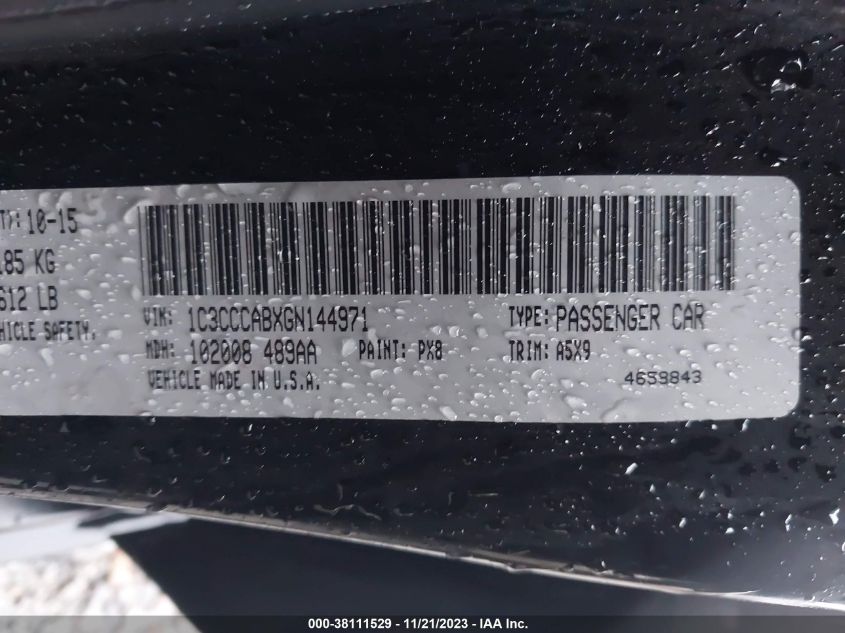 T): 10-15
185 KG
612 LB
HICLE SAFETY.
VIN: 1C3CCCABXGN144971 TYPE: PASSENGER CAR
MDH: 102008 489AA PAINT: PX8 TRIM: A5X9
VEHICLE MADE IN U.S.A. 4659843
000-38111529 - 11/21/2023 - IAA Inc.